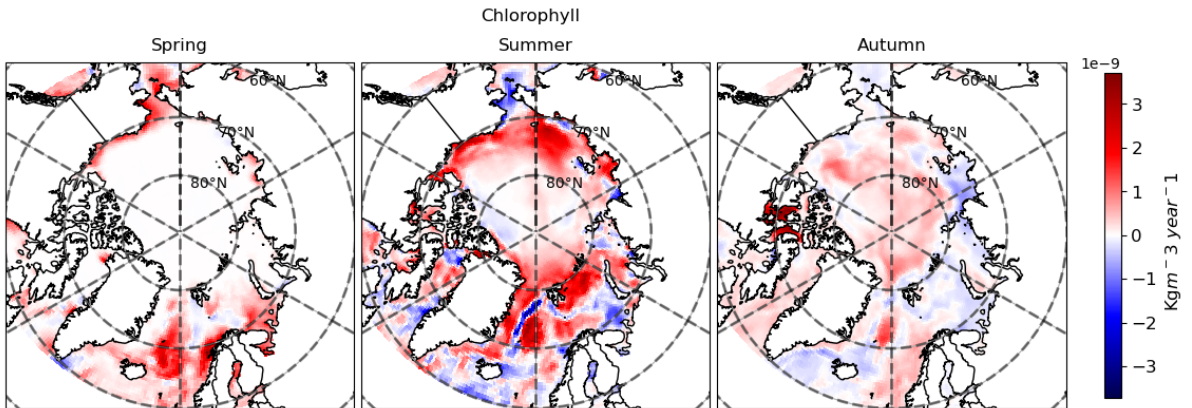 Chlorophyll
Spring
Summer
Autumn
60°N
70°N
80°N
60°N
70°N
80°N
60°N
70°N
80°N
1e-9
3
2
1
0
−1
−2
−3
Kgm − 3 year − 1